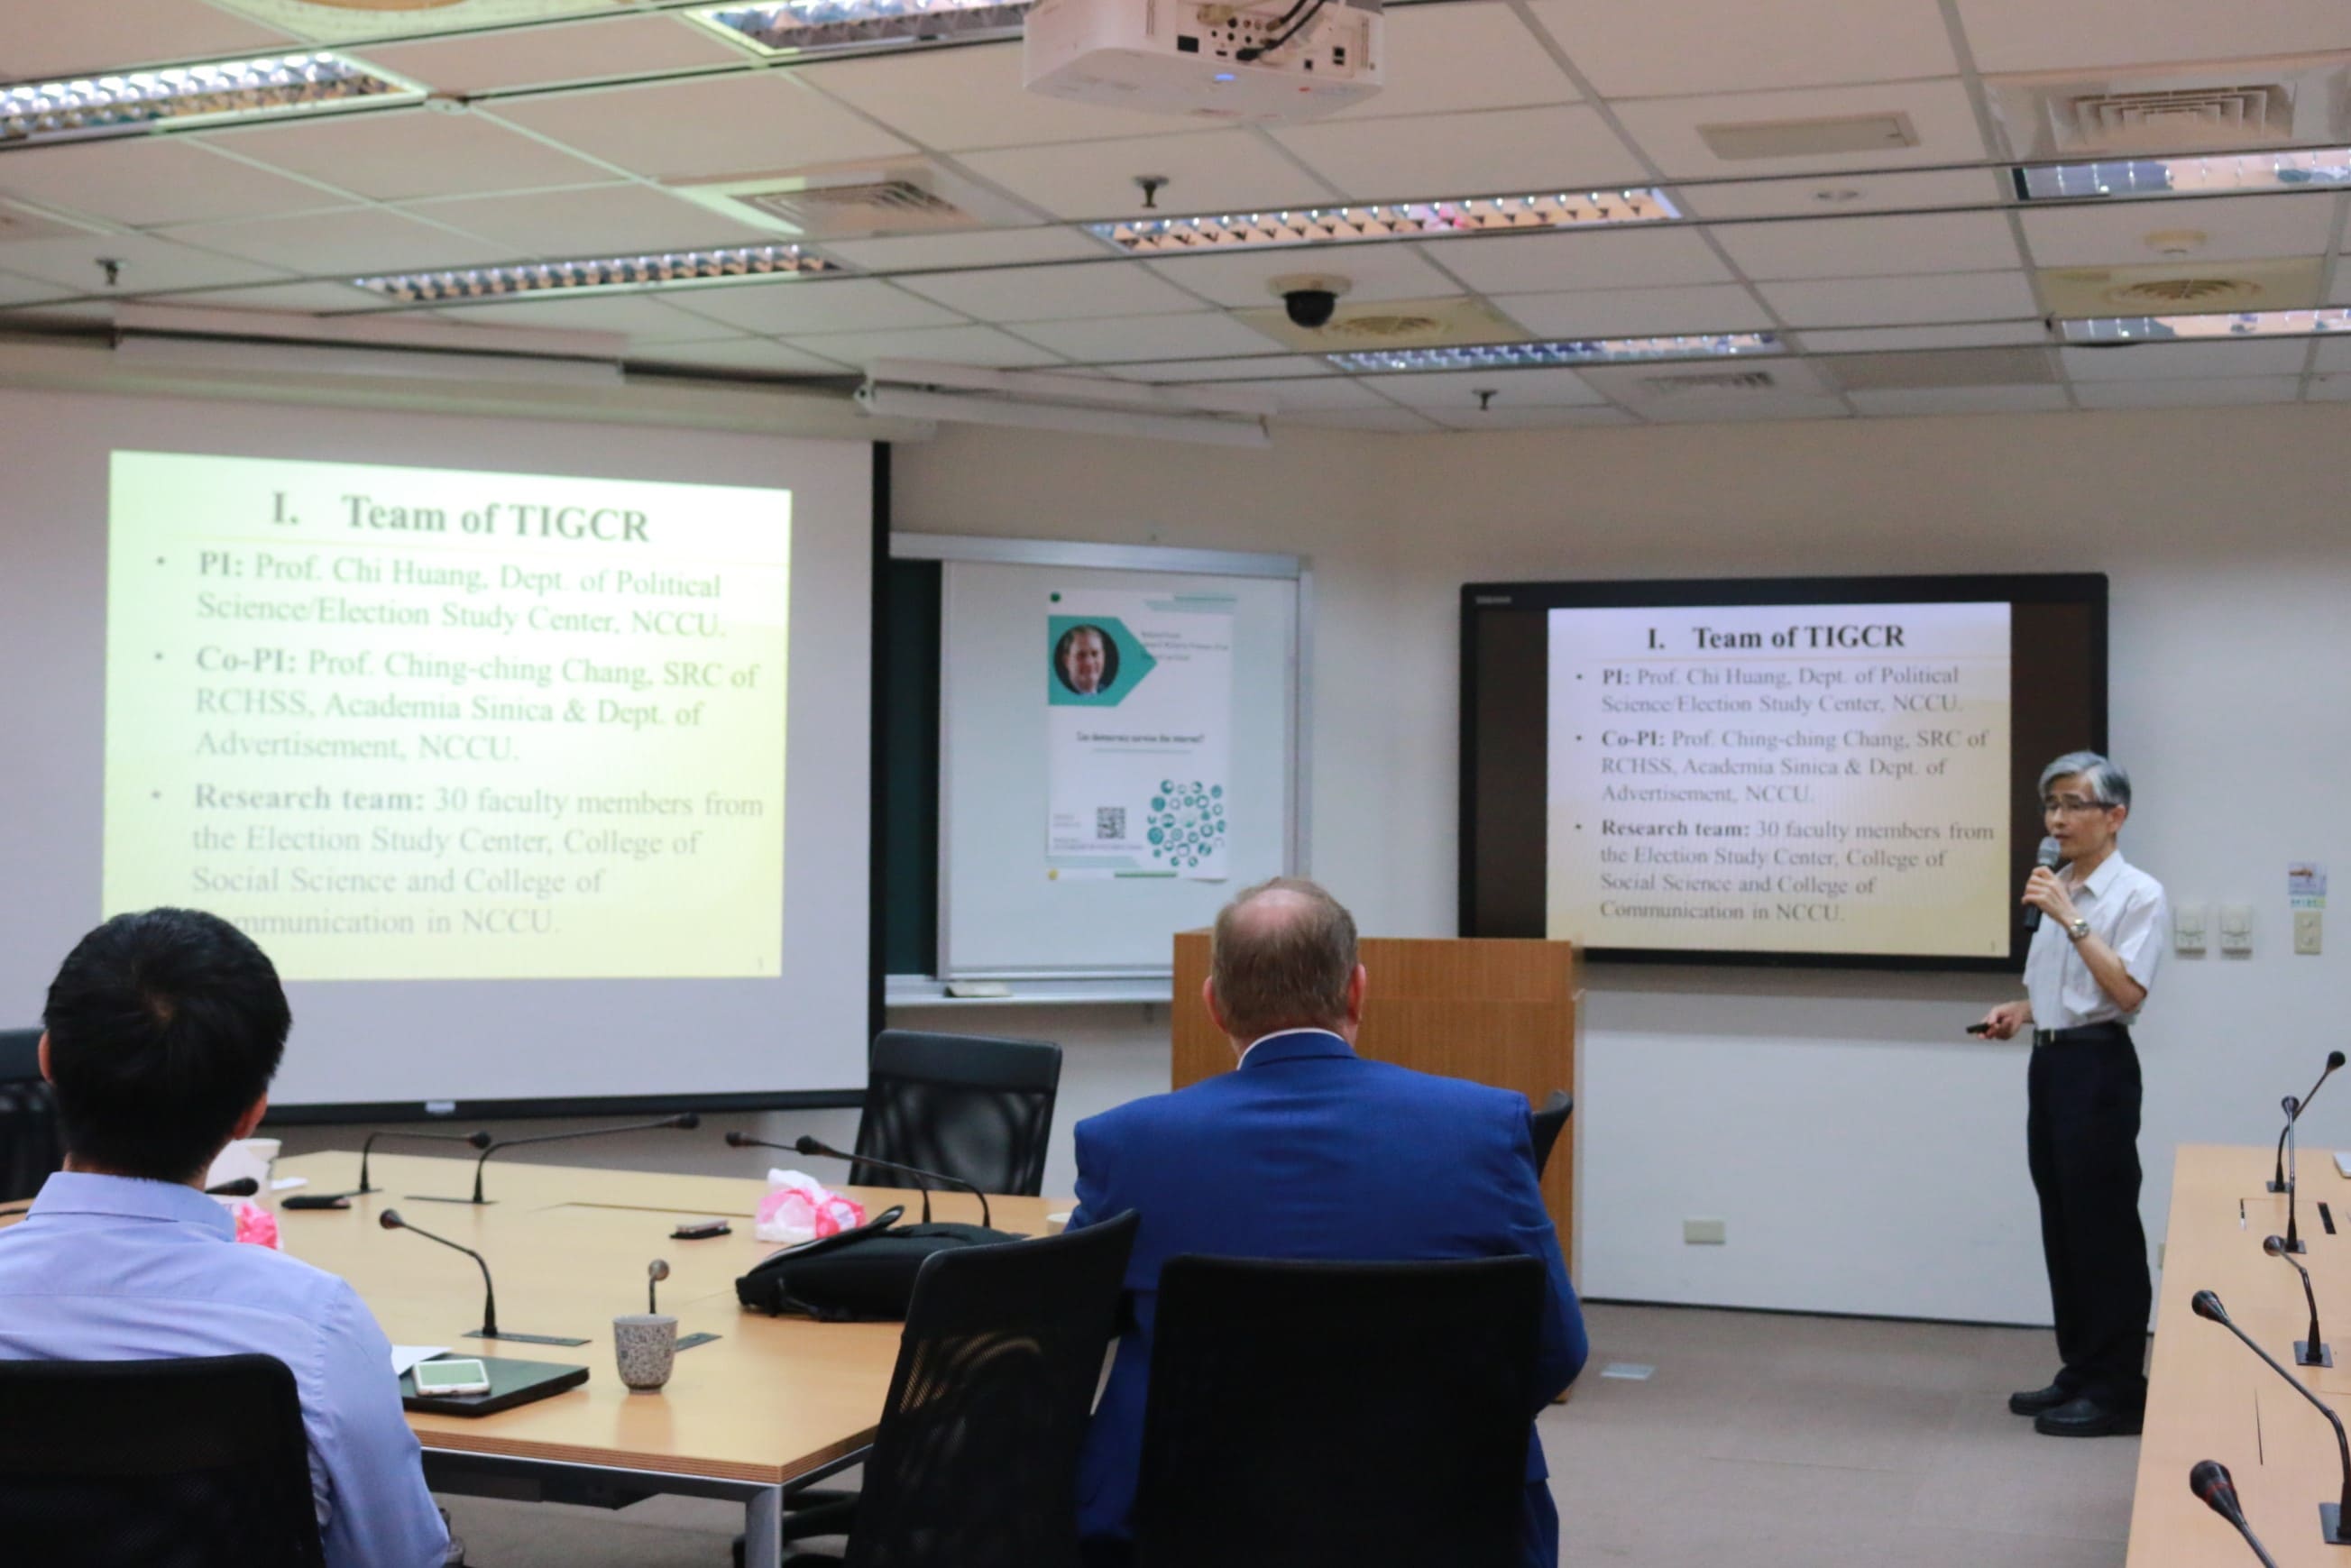 I. Team of TIGCR
• PI: Prof. Chi Huang, Dept. of Political
Science/Election Study Center, NCCU.
• Co-PI: Prof. Ching-ching Chang, SRC of
RCHSS, Academia Sinica & Dept. of
Advertisement, NCCU.
• Research team: 30 faculty members from
the Election Study Center, College of
Social Science and College of
mmunication in NCCU.
Can democracy survive the internet?
I. Team of TIGCR
• PI: Prof. Chi Huang, Dept. of Political
Science/Election Study Center, NCCU.
• Co-PI: Prof. Ching-ching Chang, SRC of
RCHSS, Academia Sinica & Dept. of
Advertisement, NCCU.
• Research team: 30 faculty members from
the Election Study Center, College of
Social Science and College of
Communication in NCCU.